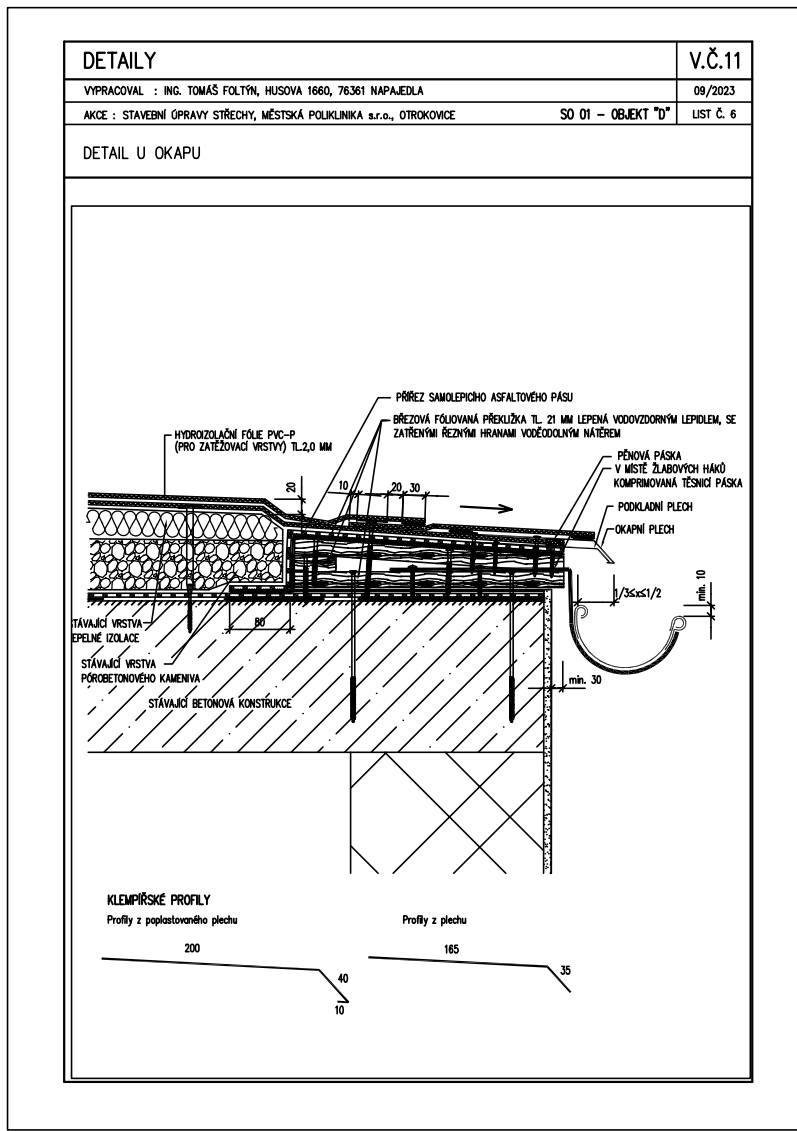 DETAILY
V.Č.11
VYPRACOVAL : ING. TOMÁŠ FOLTÝN, HUSOVA 1660, 76361 NAPAJEDLA
09/2023
AKCE : STAVEBNÍ ÚPRAVY STŘECHY, MĚSTSKÁ POLIKLINIKA s.r.o., OTROKOVICE
SO 01 – OBJEKT "D"
LIST Č. 6
DETAIL U OKAPU
PŘÍŘEZ SAMOLEPICÍHO ASFALTOVÉHO PÁSU
BŘEZOVÁ FÓLIOVANÁ PŘEKLIŽKA TL. 21 MM LEPENÁ VODOVZDORNÝM LEPIDLEM, SE
ZATŘENÝMI ŘEZNÝMI HRANAMI VODĚODOLNÝM NÁTĚREM
HYDROIZOLAČNÍ FÓLIE PVC-P
(PRO ZATĚŽOVACÍ VRSTVY) TL.2,0 MM
PĚNOVÁ PÁSKA
V MÍSTĚ ŽLABOVÝCH HÁKŮ
KOMPRIMOVANÁ TĚSNICÍ PÁSKA
PODKLADNÍ PLECH
OKAPNÍ PLECH
20
10
20
30
min. 10
1/3≤x≤1/2
80
min. 30
STÁVAJÍCÍ VRSTVA
EPELNÉ IZOLACE
STÁVAJÍCÍ VRSTVA
PÓROBETONOVÉHO KAMENIVA
STÁVAJÍCÍ BETONOVÁ KONSTRUKCE
KLEMPÍŘSKÉ PROFILY
Profily z poplastovaného plechu
Profily z plechu
200
40
10
165
35